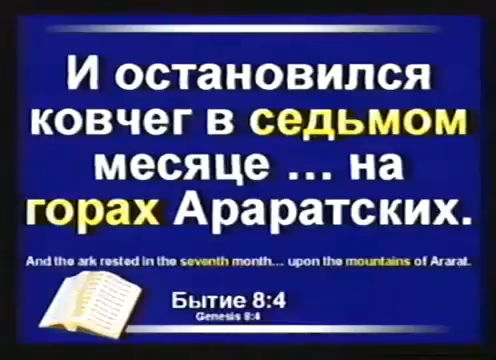 И остановился
ковчег в седьмом
месяце ... на
горах Араратских.
And the ark rested in the seventh month... upon the mountains of Ararat.
Бытие 8:4
Genesis 8:4